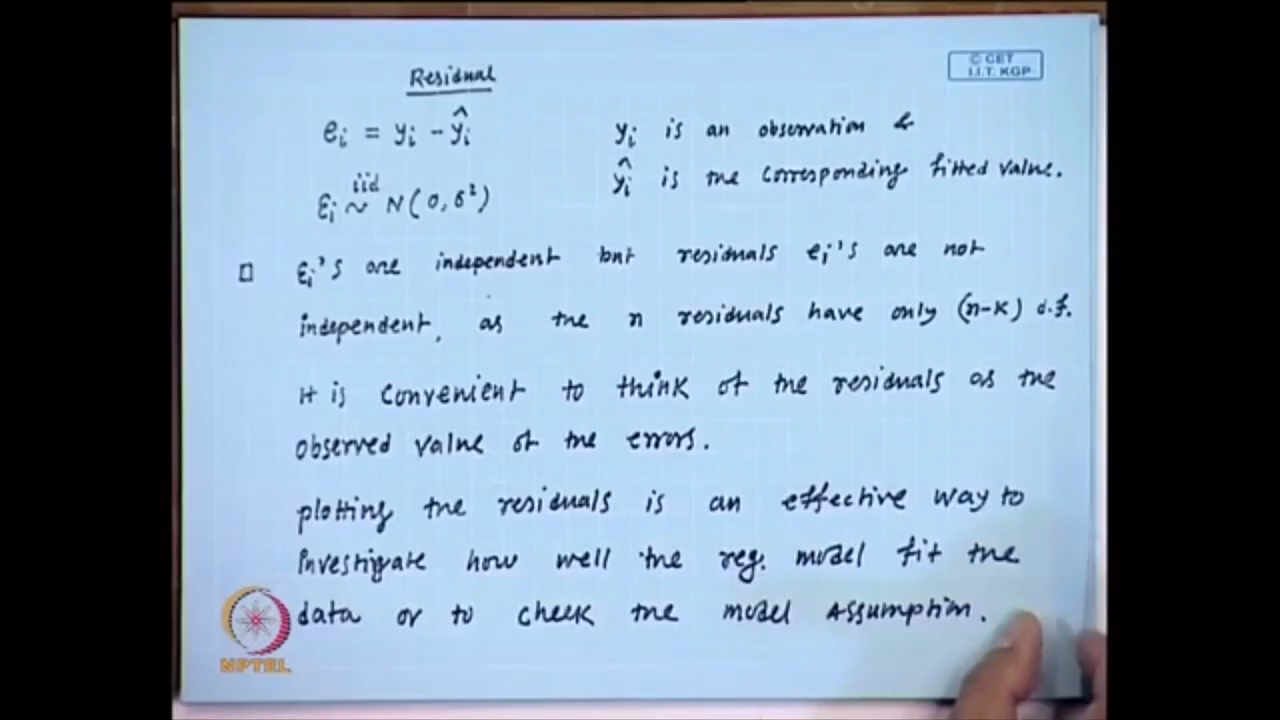 Residual
© CET
I.I.T. KGP
eᵢ = yᵢ - ŷᵢ
yᵢ is an observation &
ŷᵢ is the corresponding fitted value.
εᵢ iid ~ N(0, σ²)
εᵢ's are independent but residuals eᵢ's are not
independent, as the n residuals have only (n-k) d.f.
It is convenient to think of the residuals as the
observed value of the errors.
plotting the residuals is an effective way to
investigate how well the reg. model fit the
data or to check the model assumption.
NPTEL